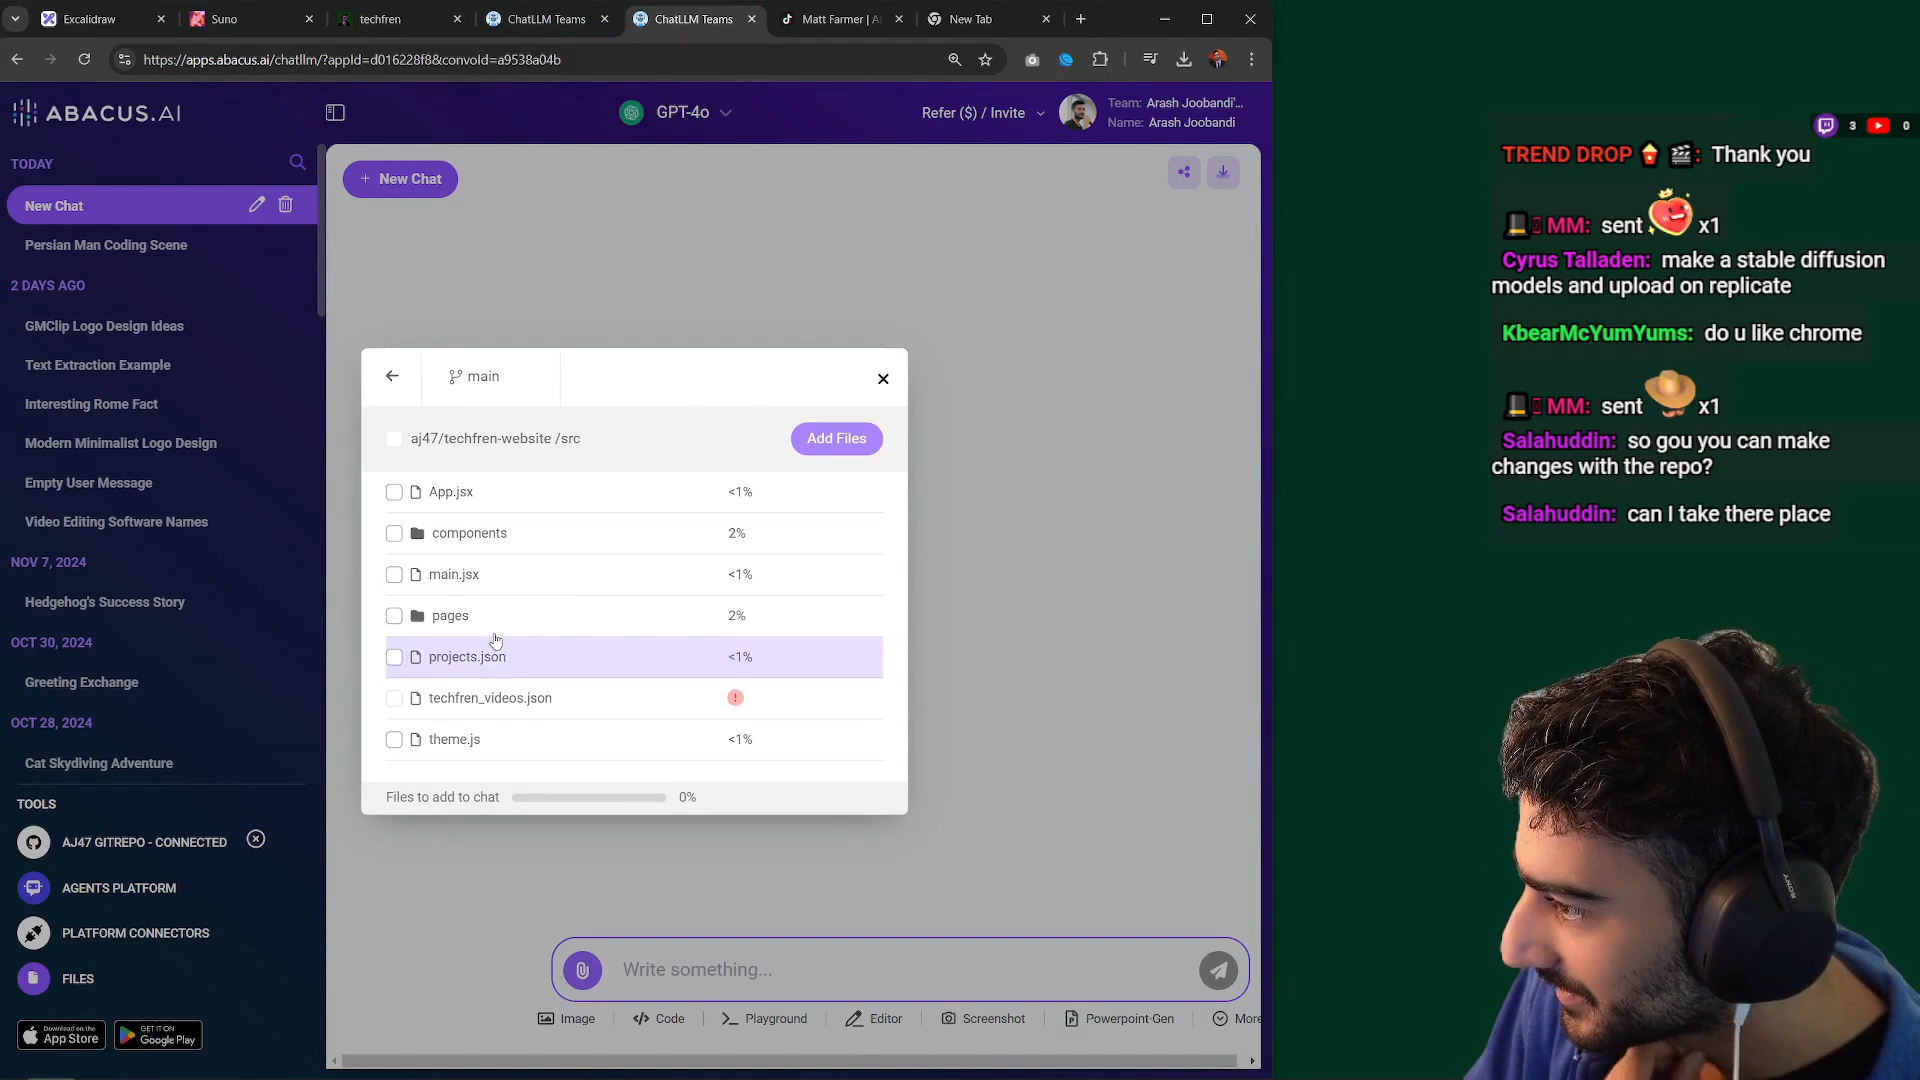 Excalidraw
Suno
techfren
ChatLLM Teams
ChatLLM Teams
Matt Farmer | A
New Tab
https://apps.abacus.ai/chatllm/?appId=d016228f8&convoId=a9538a04b
ABACUS.AI
GPT-4o
Refer ($) / Invite
Team: Arash Joobandi'...
Name: Arash Joobandi
TODAY
New Chat
Persian Man Coding Scene
2 DAYS AGO
GMClip Logo Design Ideas
Text Extraction Example
Interesting Rome Fact
Modern Minimalist Logo Design
Empty User Message
Video Editing Software Names
NOV 7, 2024
Hedgehog's Success Story
OCT 30, 2024
Greeting Exchange
OCT 28, 2024
Cat Skydiving Adventure
TOOLS
AJ47 GITREPO - CONNECTED
AGENTS PLATFORM
PLATFORM CONNECTORS
FILES
Download on the
App Store
GET IT ON
Google Play
+ New Chat
main
aj47/techfren-website /src
Add Files
App.jsx <1%
components 2%
main.jsx <1%
pages 2%
projects.json <1%
techfren_videos.json !
theme.js <1%
Files to add to chat 0%
Write something...
Image
</> Code
Playground
Editor
Screenshot
Powerpoint-Gen
More
3
0
TREND DROP 🍿 🎬: Thank you
MM: sent x1
Cyrus Talladen: make a stable diffusion
models and upload on replicate
KbearMcYumYums: do u like chrome
MM: sent x1
Salahuddin: so gou you can make
changes with the repo?
Salahuddin: can I take there place
SONY